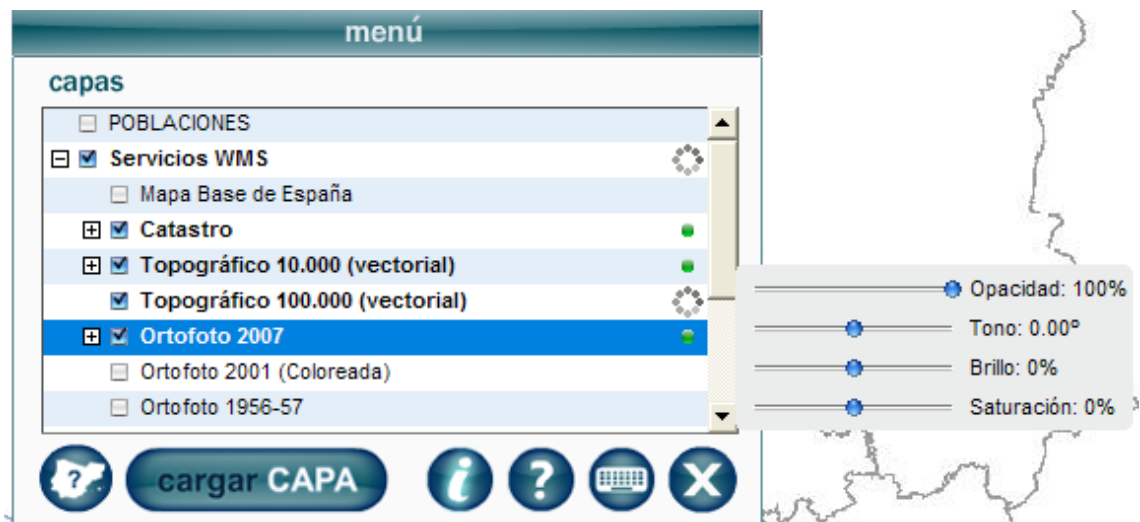 menú
capas
POBLACIONES
Servicios WMS
Mapa Base de España
Catastro
Topográfico 10.000 (vectorial)
Topográfico 100.000 (vectorial)
Ortofoto 2007
Ortofoto 2001 (Coloreada)
Ortofoto 1956-57
Opacidad: 100%
Tono: 0.00º
Brillo: 0%
Saturación: 0%
?
cargar CAPA
i
?
X